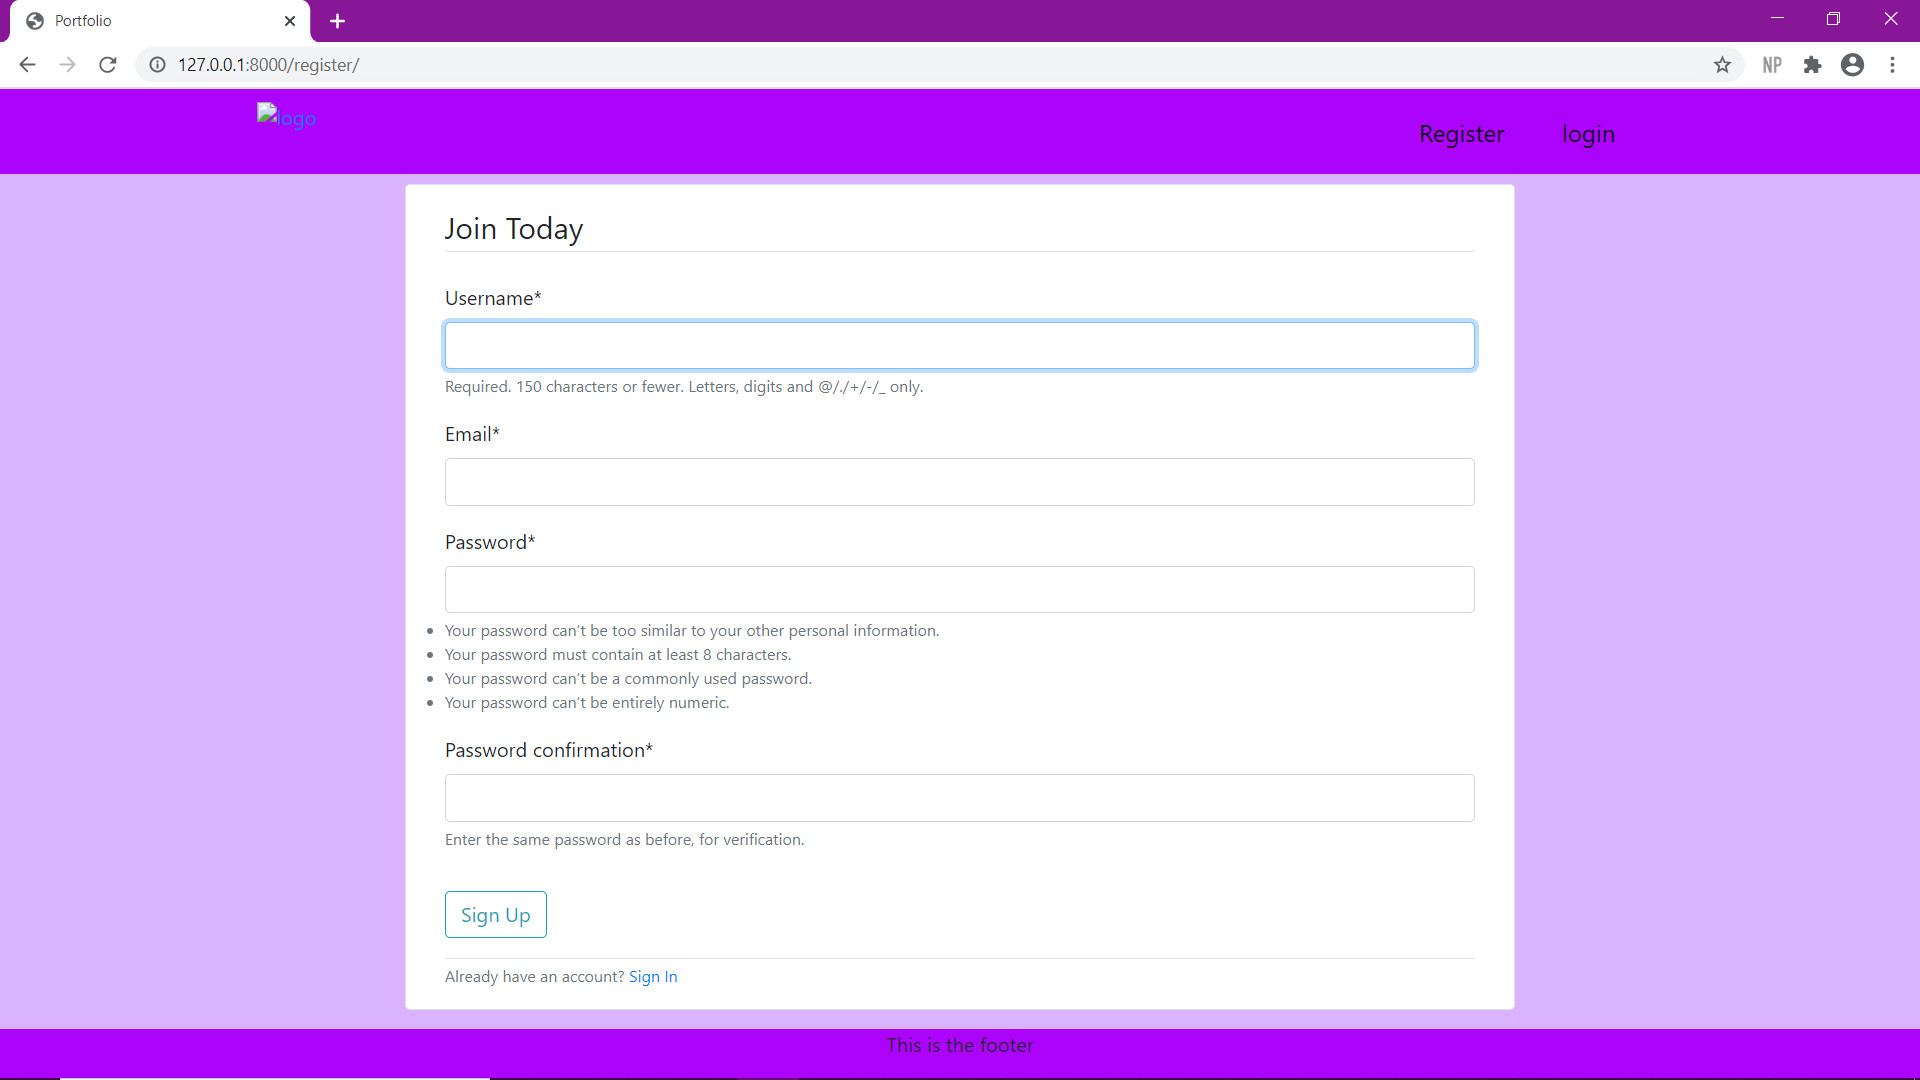 Portfolio
127.0.0.1:8000/register/
NP
logo
Register
login
Join Today
Username*
Required. 150 characters or fewer. Letters, digits and @/./+/-/_ only.
Email*
Password*
Your password can't be too similar to your other personal information.
Your password must contain at least 8 characters.
Your password can't be a commonly used password.
Your password can't be entirely numeric.
Password confirmation*
Enter the same password as before, for verification.
Sign Up
Already have an account? Sign In
This is the footer